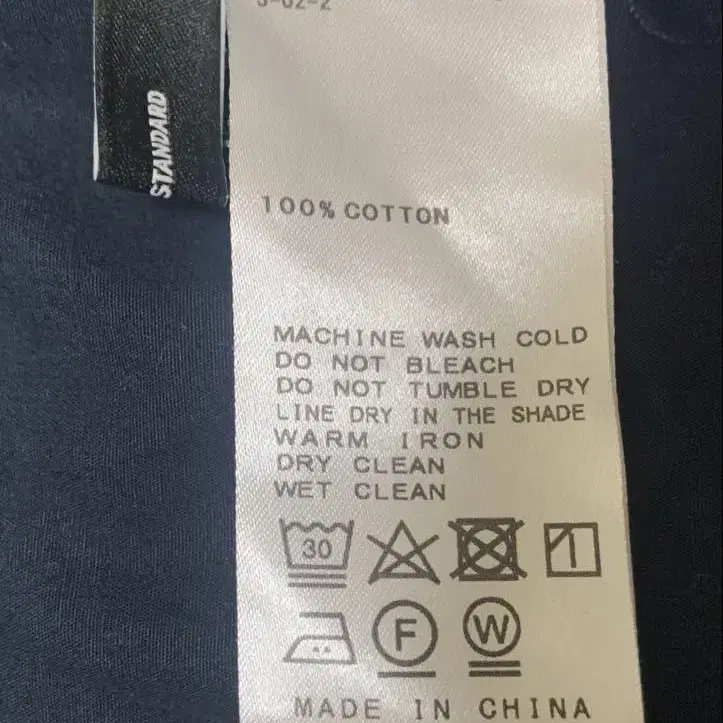 STANDARD
100% COTTON
MACHINE WASH COLD
DO NOT BLEACH
DO NOT TUMBLE DRY
LINE DRY IN THE SHADE
WARM IRON
DRY CLEAN
WET CLEAN
30
F W
MADE IN CHINA